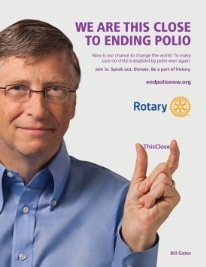 WE ARE THIS CLOSE
TO ENDING POLIO
Now is our chance to change the world. To make
sure no child is disabled by polio ever again.
Join in. Speak out. Donate. Be a part of history.
endpolionow.org
Rotary
ThisClose
Bill Gates